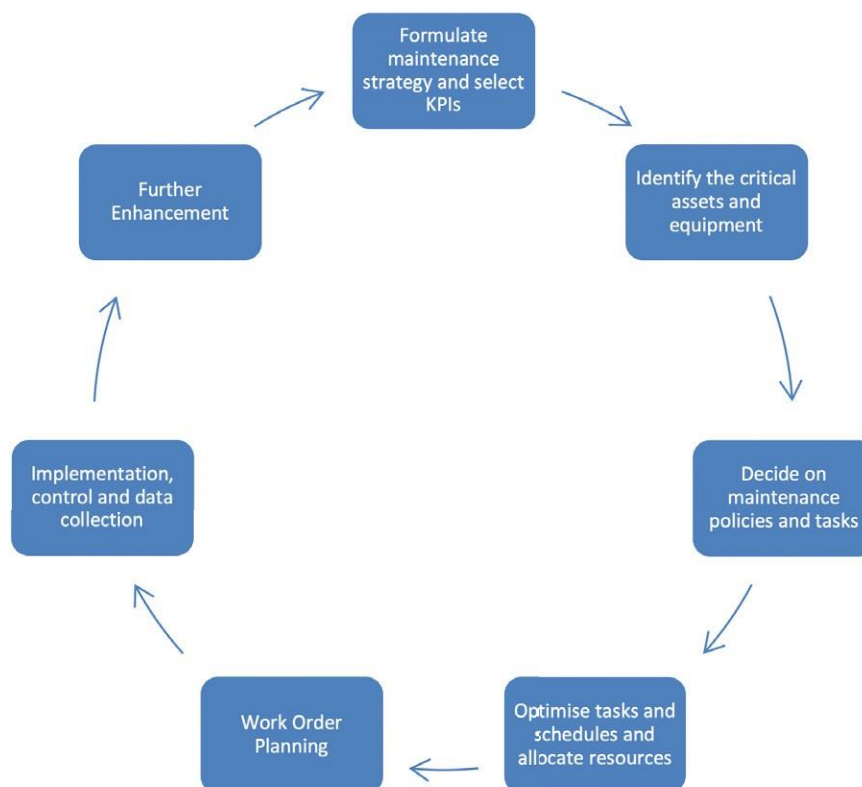 Formulate
maintenance
strategy and select
KPIs
Identify the critical
assets and
equipment
Decide on
maintenance
policies and tasks
Optimise tasks and
schedules and
allocate resources
Work Order
Planning
Implementation,
control and data
collection
Further
Enhancement